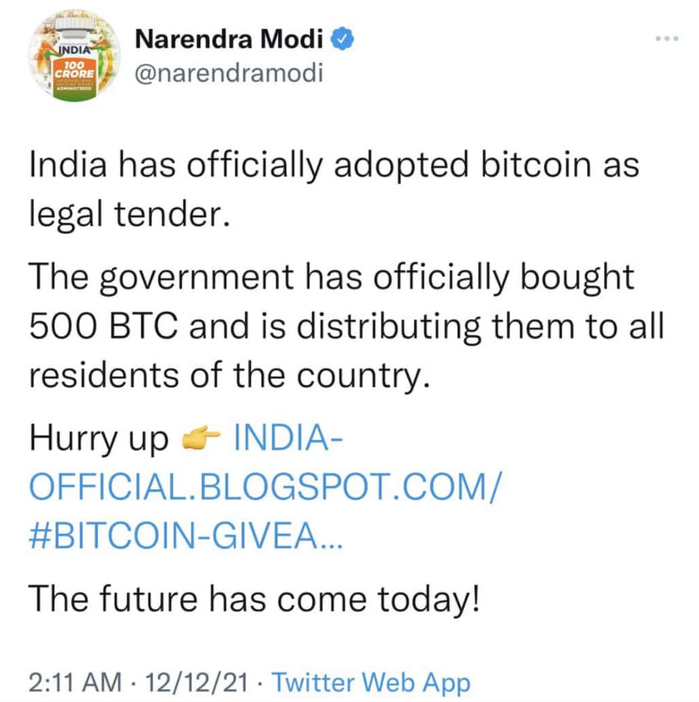 INDIA
100
CRORE
Narendra Modi
@narendramodi
India has officially adopted bitcoin as
legal tender.
The government has officially bought
500 BTC and is distributing them to all
residents of the country.
Hurry up 👉 INDIA-
OFFICIAL.BLOGSPOT.COM/
#BITCOIN-GIVEA...
The future has come today!
2:11 AM · 12/12/21 · Twitter Web App